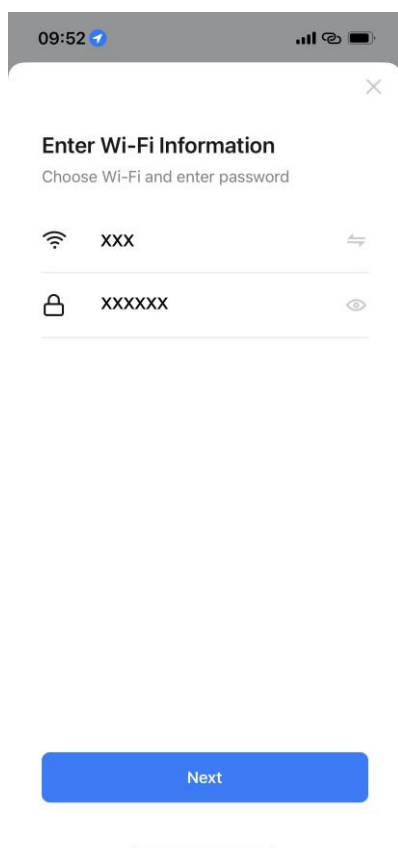 09:52
Enter Wi-Fi Information
Choose Wi-Fi and enter password
XXX
XXXXXX
Next